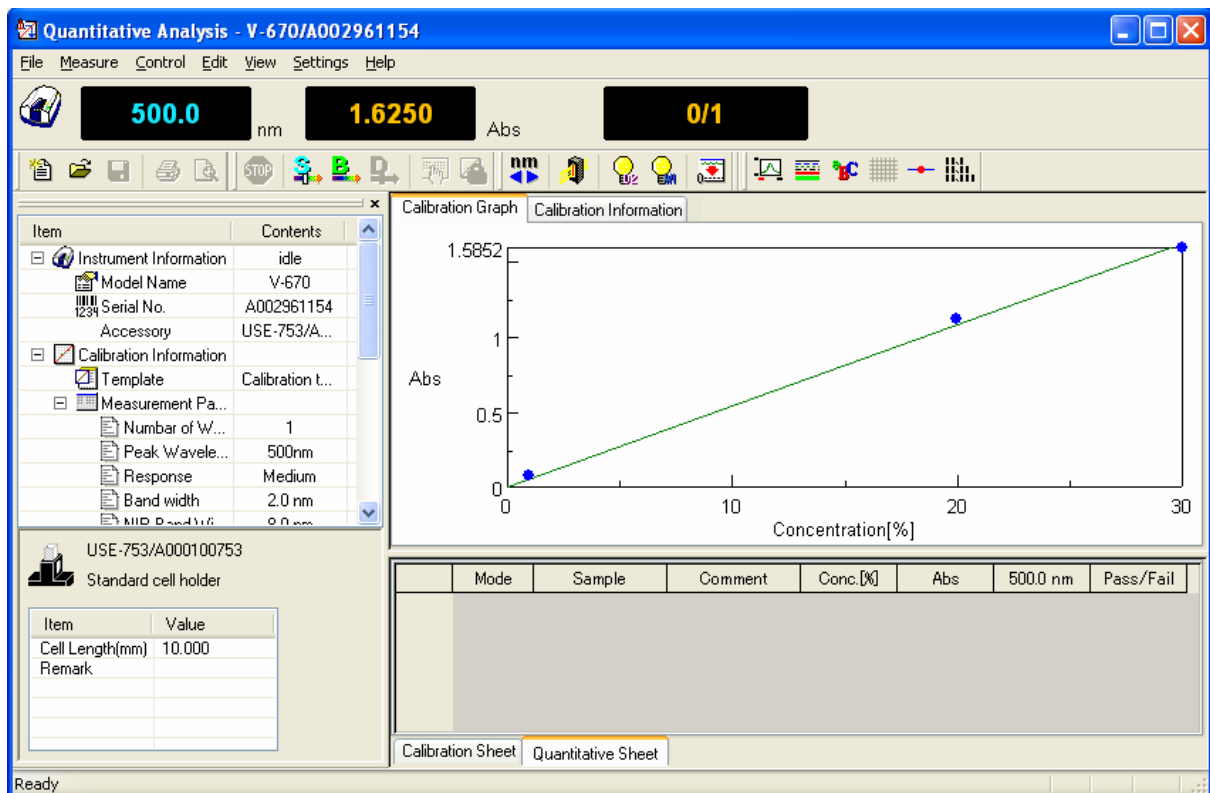 Quantitative Analysis - V-670/A002961154
File Measure Control Edit View Settings Help
500.0 nm 1.6250 Abs 0/1
Item Contents
Instrument Information idle
Model Name V-670
Serial No. A002961154
Accessory USE-753/A...
Calibration Information
Template Calibration t...
Measurement Pa...
Numbar of W... 1
Peak Wavele... 500nm
Response Medium
Band width 2.0 nm
USE-753/A000100753
Standard cell holder
Item Value
Cell Length(mm) 10.000
Remark
Calibration Graph Calibration Information
1.5852
1
Abs
0.5
0
0 10 20 30
Concentration[%]
Mode Sample Comment Conc.[%] Abs 500.0 nm Pass/Fail
Calibration Sheet Quantitative Sheet
Ready